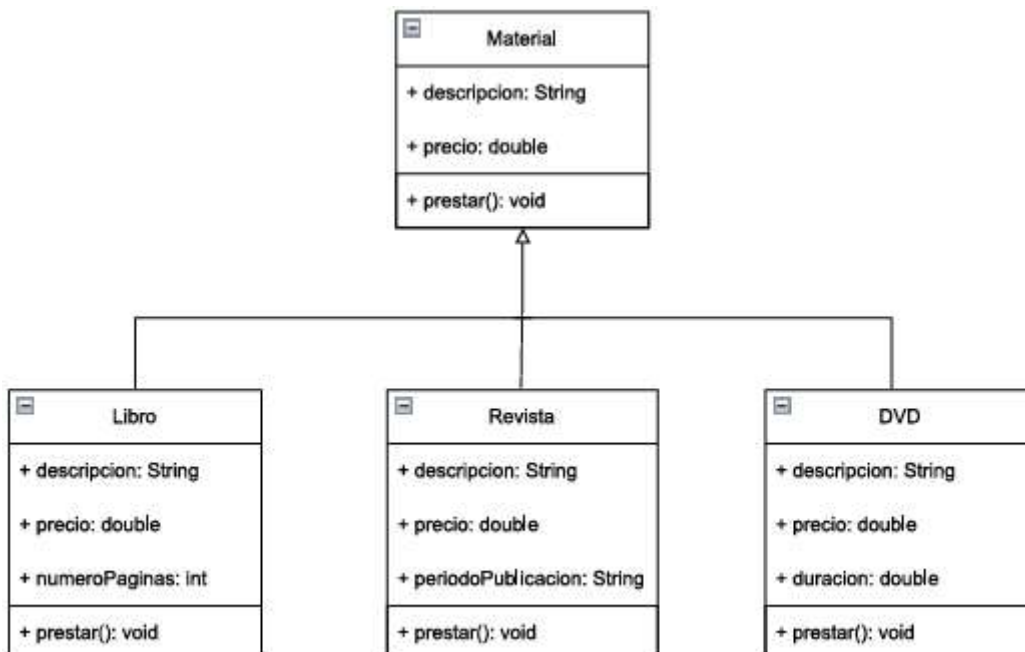 Material
+ descripcion: String
+ precio: double
+ prestar(): void
Libro
+ descripcion: String
+ precio: double
+ numeroPaginas: int
+ prestar(): void
Revista
+ descripcion: String
+ precio: double
+ periodoPublicacion: String
+ prestar(): void
DVD
+ descripcion: String
+ precio: double
+ duracion: double
+ prestar(): void